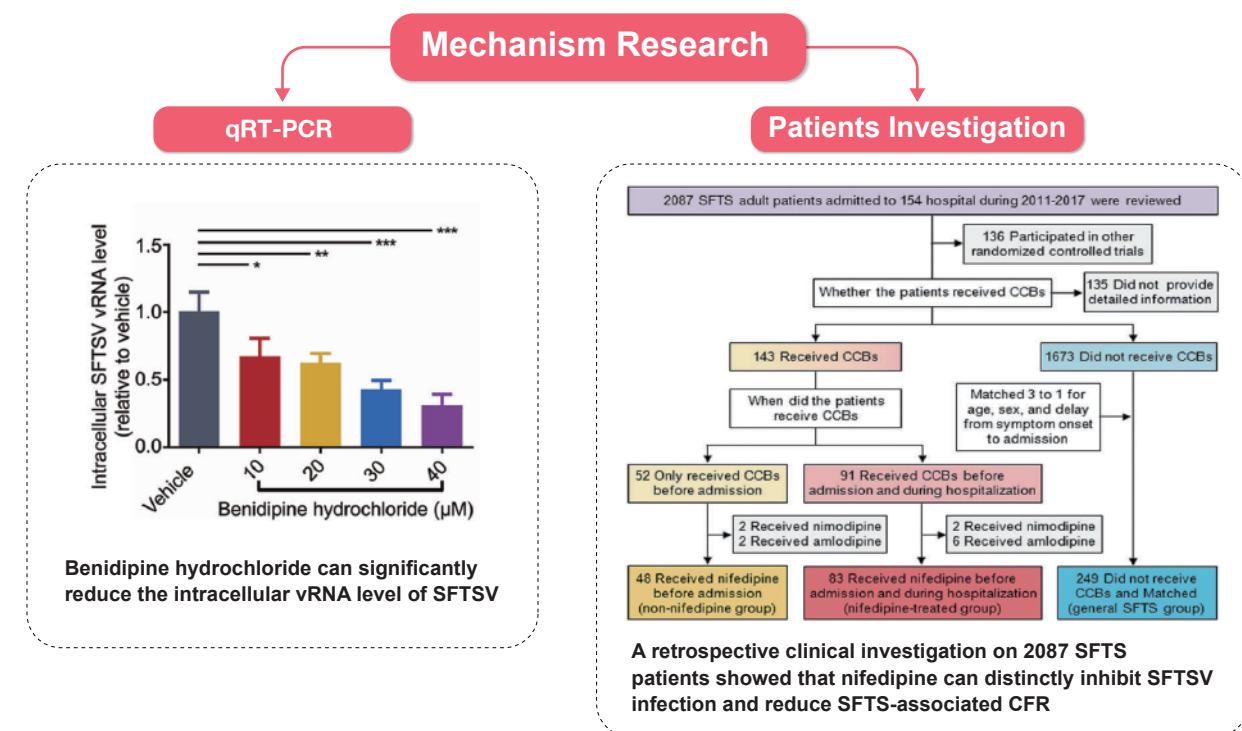 Mechanism Research
qRT-PCR
Patients Investigation
***
***
**
*
Intracellular SFTSV vRNA level
(relative to vehicle)
1.5
1.0
0.5
0.0
Vehicle
10
20
30
40
Benidipine hydrochloride (µM)
Benidipine hydrochloride can significantly
reduce the intracellular vRNA level of SFTSV
2087 SFTS adult patients admitted to 154 hospital during 2011-2017 were reviewed
136 Participated in other
randomized controlled trials
Whether the patients received CCBs
135 Did not provide
detailed information
143 Received CCBs
1673 Did not receive CCBs
When did the patients
receive CCBs
Matched 3 to 1 for
age, sex, and delay
from symptom onset
to admission
52 Only received CCBs
before admission
91 Received CCBs before
admission and during hospitalization
2 Received nimodipine
2 Received amlodipine
2 Received nimodipine
6 Received amlodipine
48 Received nifedipine
before admission
(non-nifedipine group)
83 Received nifedipine before
admission and during hospitalization
(nifedipine-treated group)
249 Did not receive
CCBs and Matched
(general SFTS group)
A retrospective clinical investigation on 2087 SFTS
patients showed that nifedipine can distinctly inhibit SFTSV
infection and reduce SFTS-associated CFR